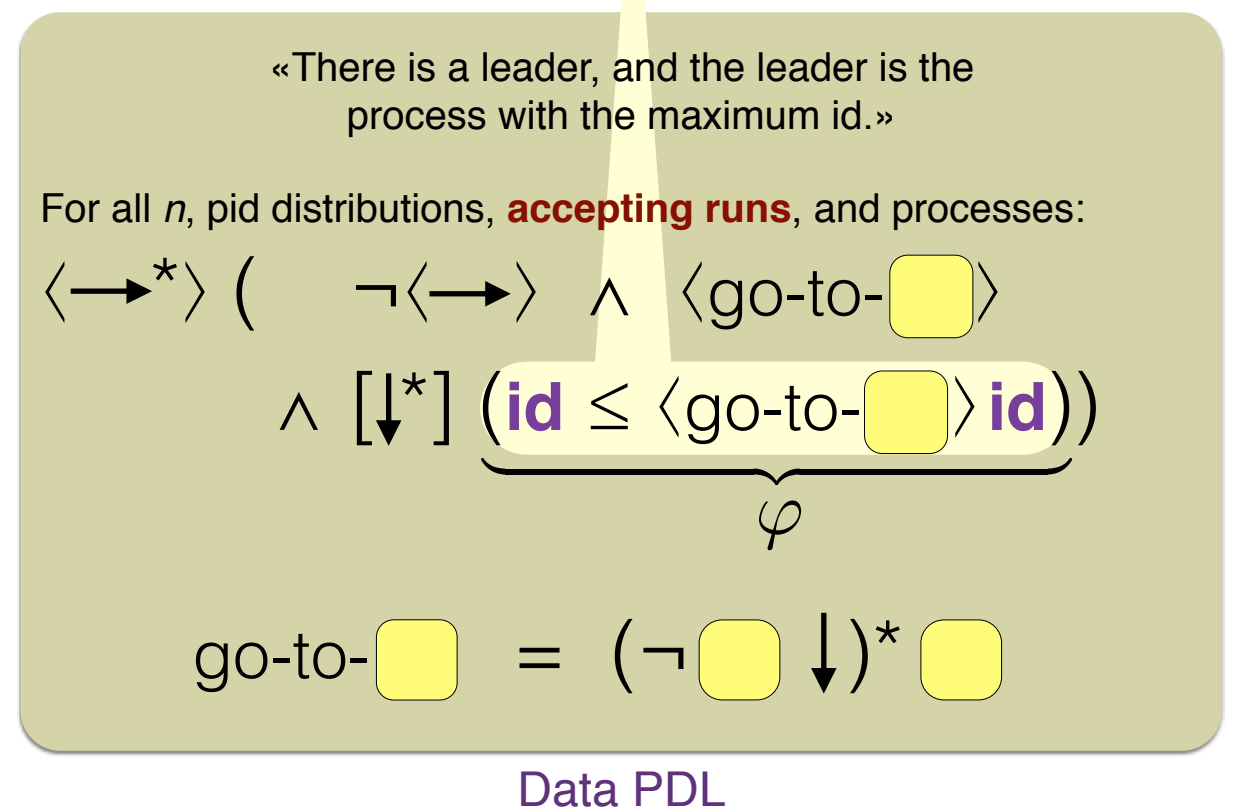 «There is a leader, and the leader is the
process with the maximum id.»
For all n, pid distributions, accepting runs, and processes:
⟨⟶*⟩ ( ¬⟨⟶⟩ ∧ ⟨go-to-🟨⟩
∧ [↓*] (id ≤ ⟨go-to-🟨⟩ id))
φ
go-to-🟨 = (¬🟨 ↓)* 🟨
Data PDL